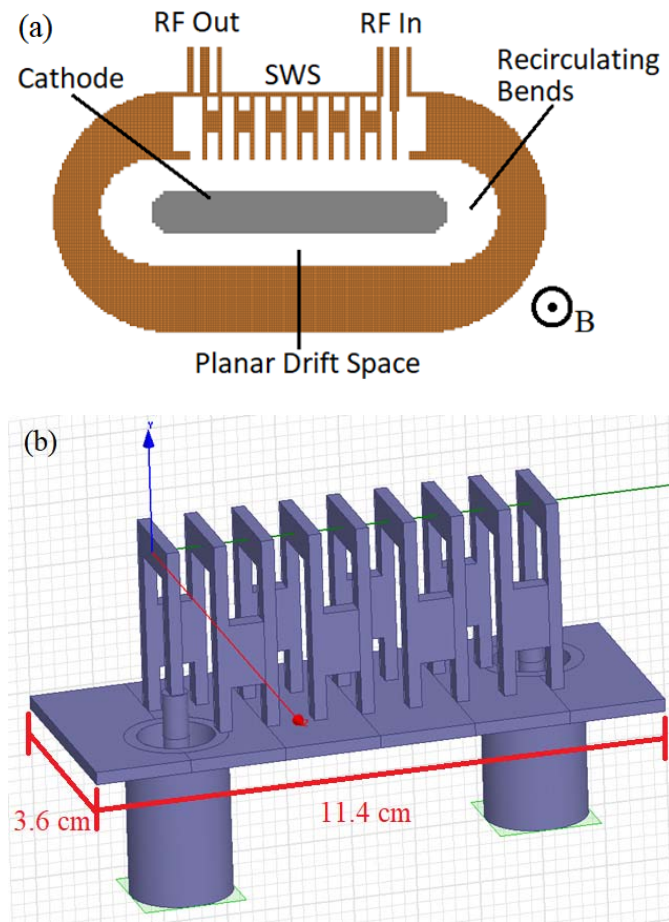 (a)
RF Out
RF In
Cathode
SWS
Recirculating
Bends
B
Planar Drift Space
(b)
Y
3.6 cm
11.4 cm